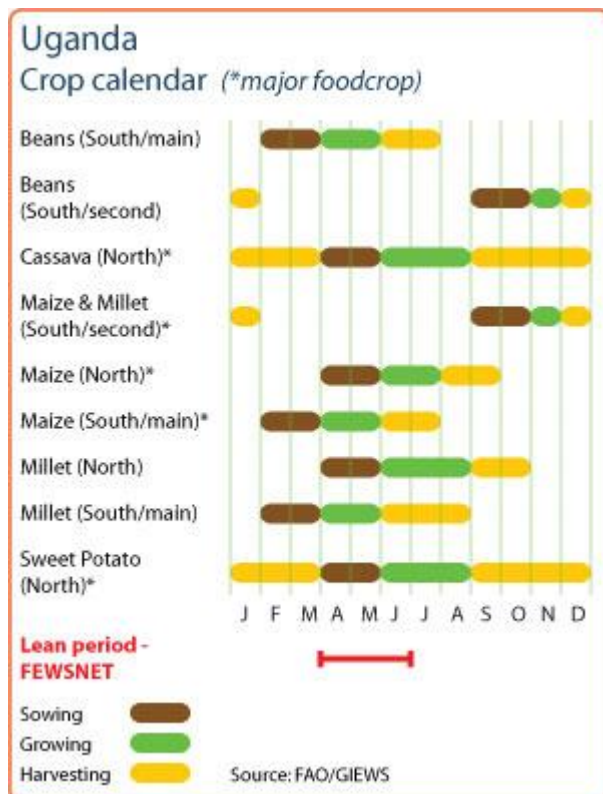 Uganda
Crop calendar (*major foodcrop)
Beans (South/main)
Beans
(South/second)
Cassava (North)*
Maize & Millet
(South/second)*
Maize (North)*
Maize (South/main)*
Millet (North)
Millet (South/main)
Sweet Potato
(North)*
J F M A M J J A S O N D
Lean period -
FEWSNET
Sowing
Growing
Harvesting
Source: FAO/GIEWS